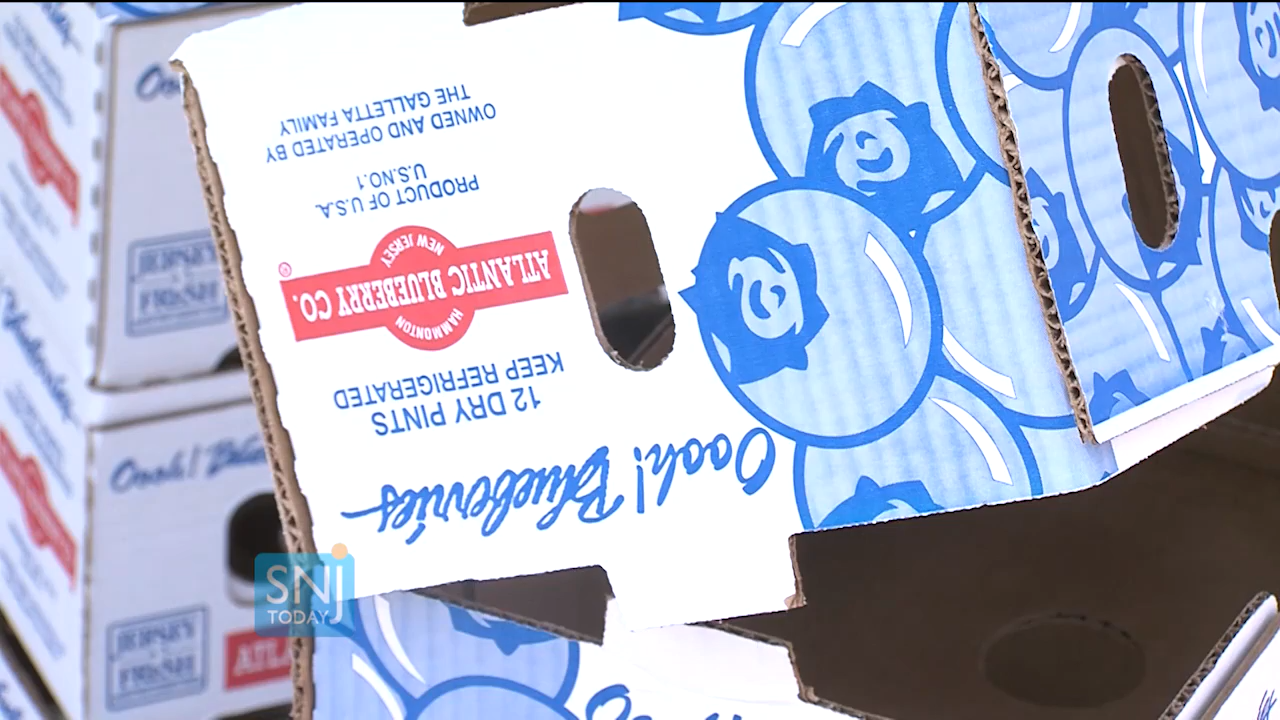 Oooh! Blueberries
12 DRY PINTS
KEEP REFRIGERATED
HAMMONTON
ATLANTIC BLUEBERRY CO.
®
NEW JERSEY
PRODUCT OF U.S.A.
U.S. NO. 1
OWNED AND OPERATED BY
THE GALLETTA FAMILY
JERSEY
FRESH
Oooh!
JERSEY
FRESH
SNJ
TODAY